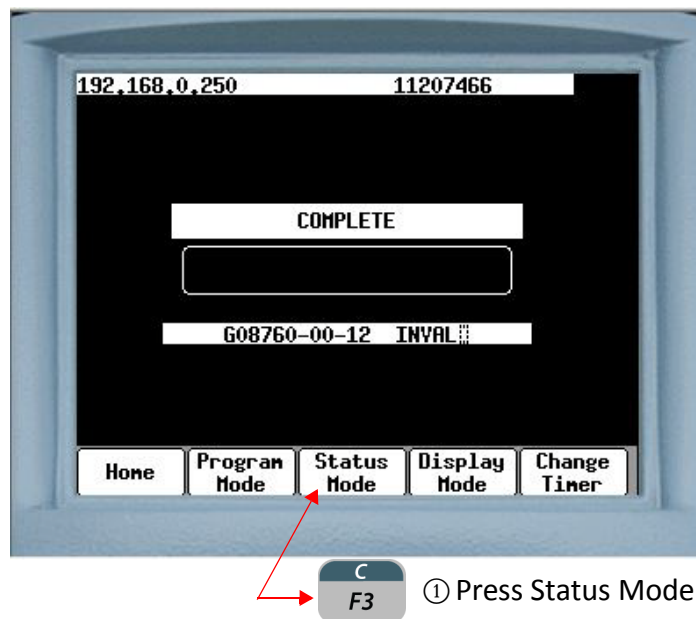 192.168.0.250 11207466
COMPLETE
G08760-00-12 INVAL
Home Program Mode Status Mode Display Mode Change Timer
C
F3 ① Press Status Mode